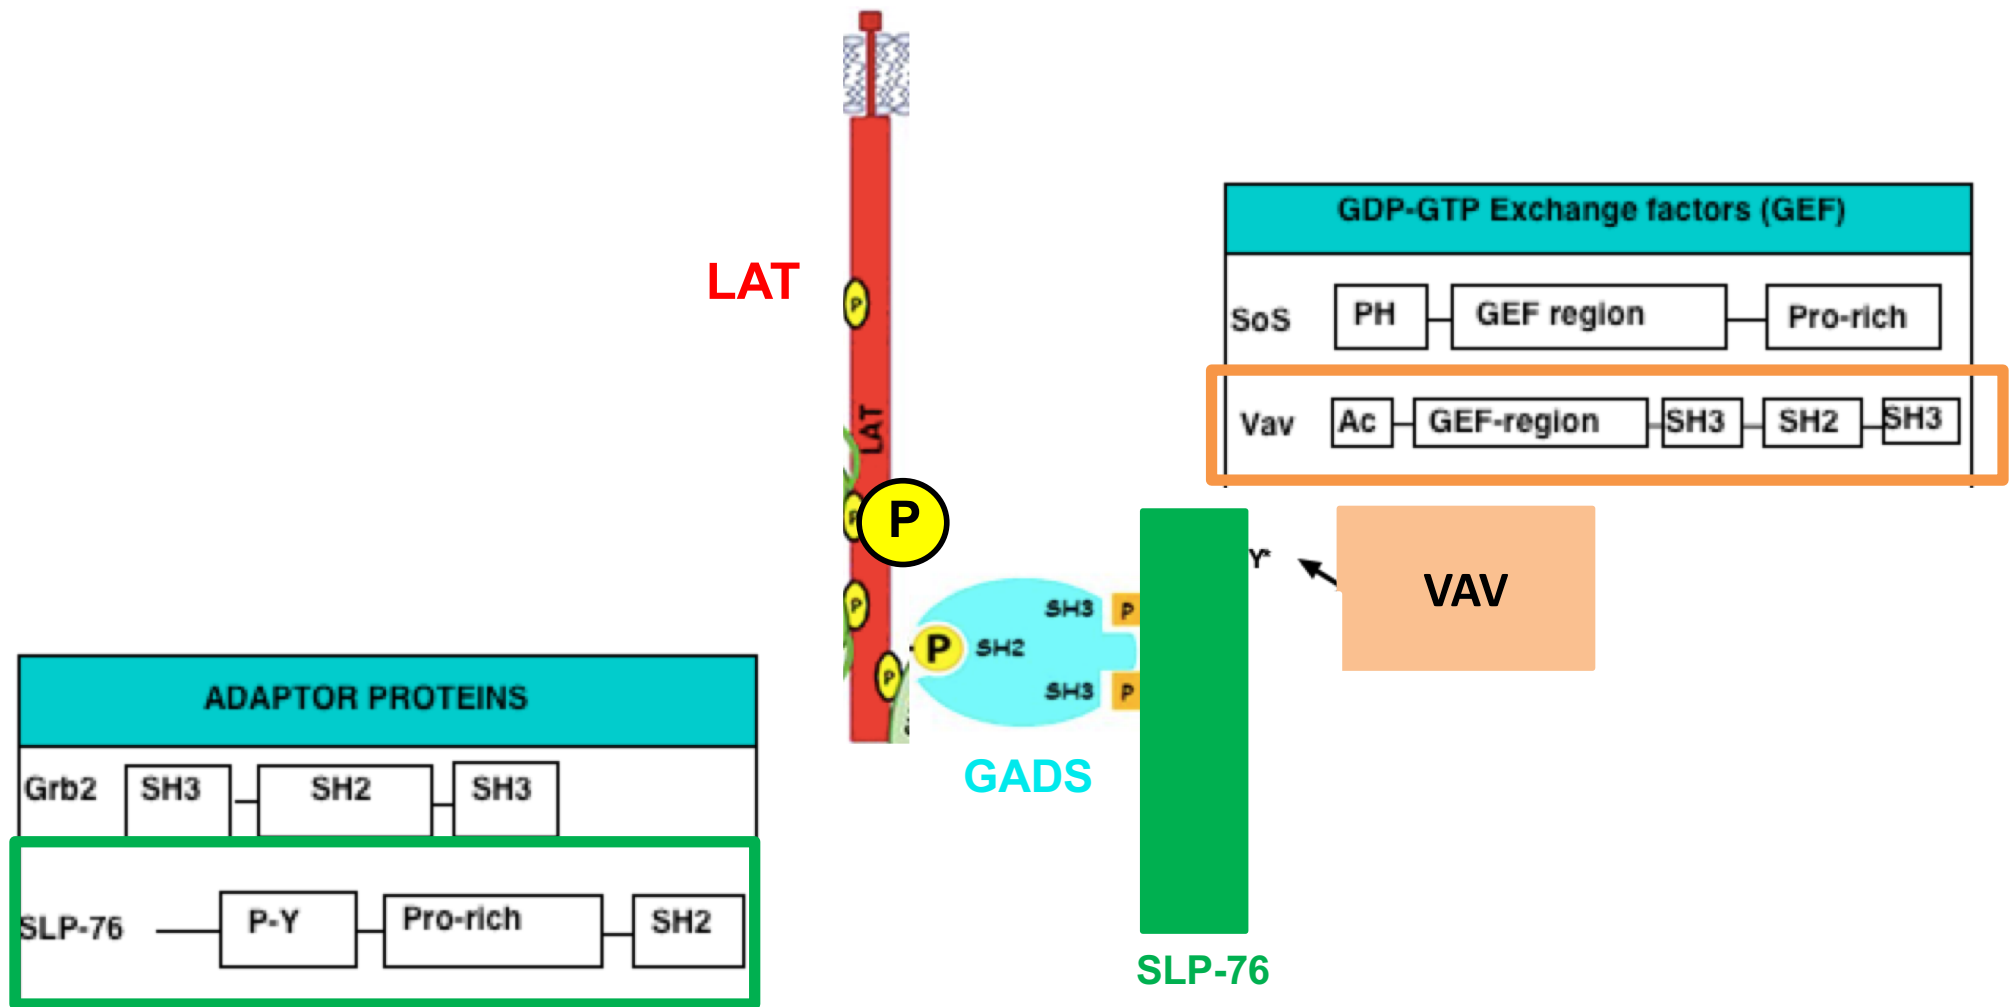 LAT
P
LAT
P
P
P
P
P SH2
SH3 P
SH3 P
GADS
SLP-76
Y*
VAV
GDP-GTP Exchange factors (GEF)
SoS PH GEF region Pro-rich
Vav Ac GEF-region SH3 SH2 SH3
ADAPTOR PROTEINS
Grb2 SH3 SH2 SH3
SLP-76 P-Y Pro-rich SH2